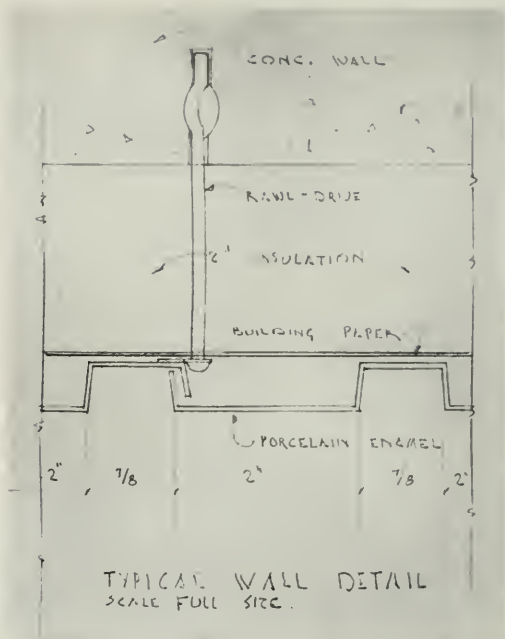 CONC. WALL
RAWL-DRIVE
2" INSULATION
BUILDING PAPER
PORCELAIN ENAMEL
2" 7/8 2" 7/8 2"
TYPICAL WALL DETAIL
SCALE FULL SIZE.